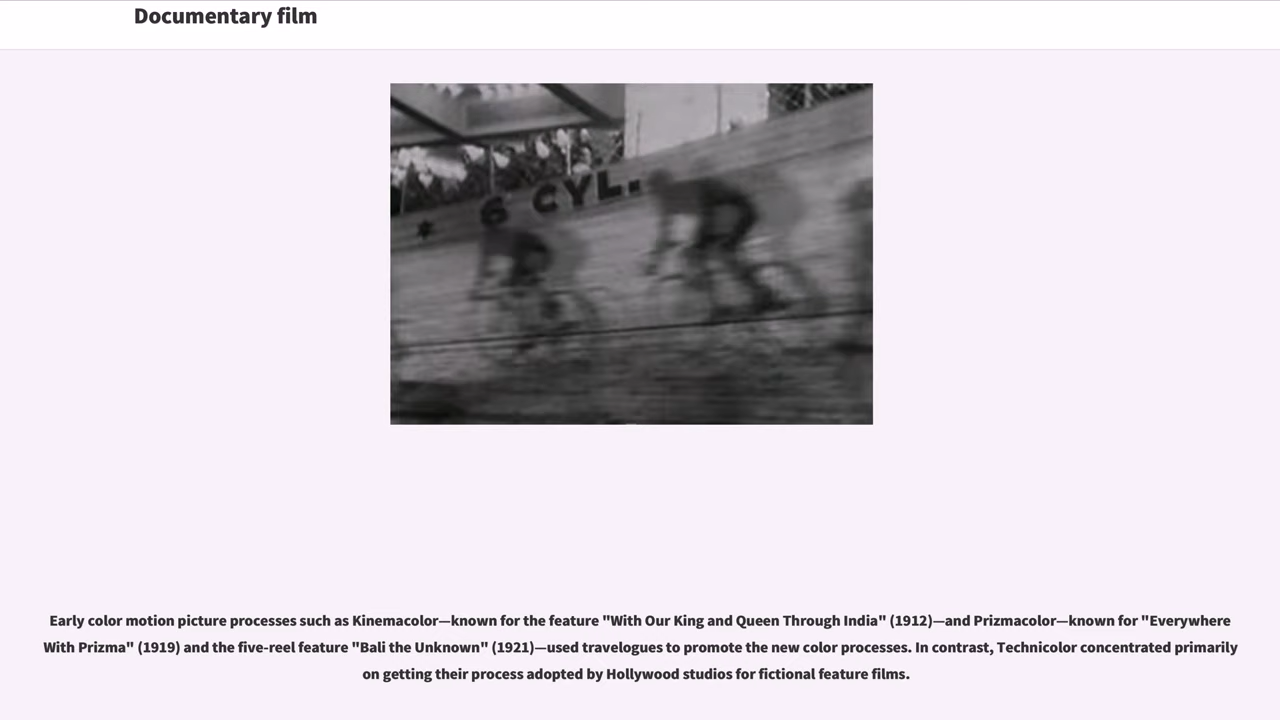 Documentary film
* 6 CYL.
Early color motion picture processes such as Kinemacolor—known for the feature "With Our King and Queen Through India" (1912)—and Prizmacolor—known for "Everywhere
With Prizma" (1919) and the five-reel feature "Bali the Unknown" (1921)—used travelogues to promote the new color processes. In contrast, Technicolor concentrated primarily
on getting their process adopted by Hollywood studios for fictional feature films.